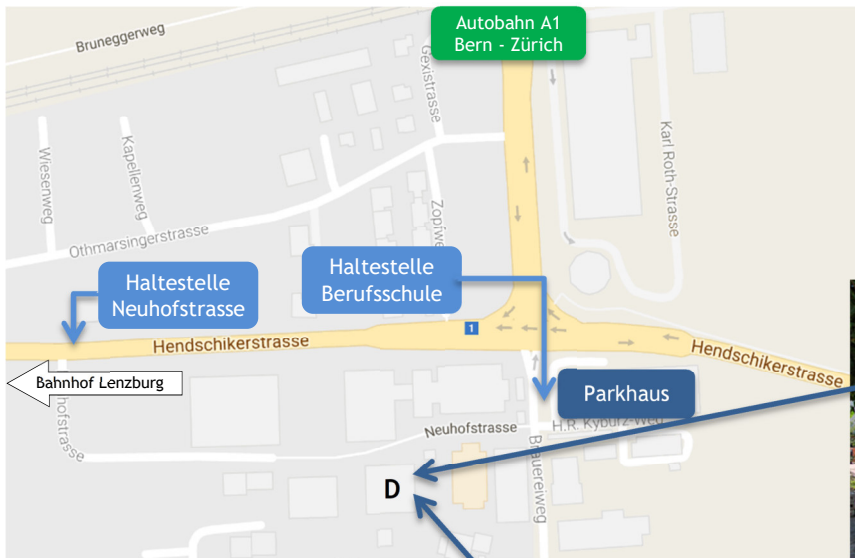 Autobahn A1
Bern - Zürich
Bruneggerweg
Gexistrasse
Karl Roth-Strasse
Wiesenweg
Kapellenweg
Zopfweg
Othmarsingerstrasse
Haltestelle
Neuhofstrasse
Haltestelle
Berufsschule
1
Hendschikerstrasse
Hendschikerstrasse
Bahnhof Lenzburg
hofstrasse
Parkhaus
Neuhofstrasse
H.R. Kyburz-Weg
Brauereiweg
D